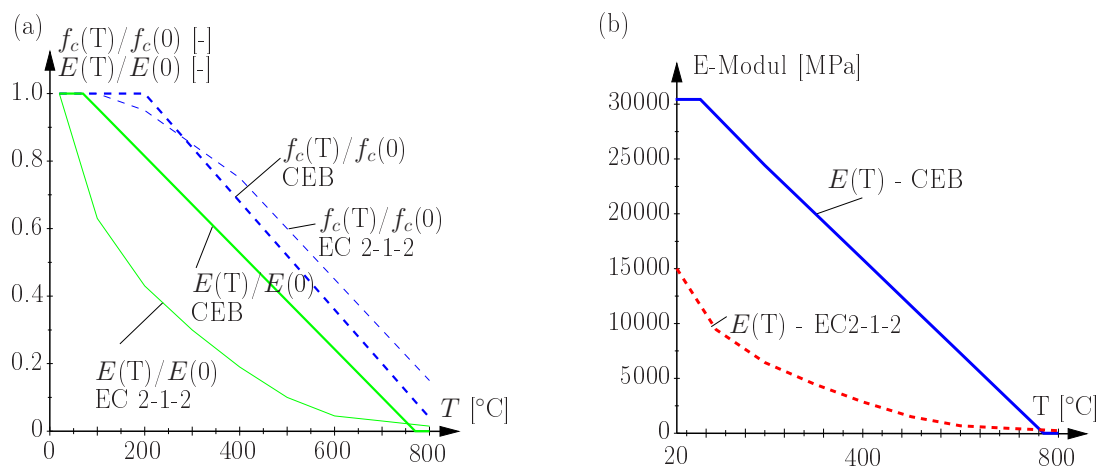 (a)
f_c(T)/f_c(0) [-]
E(T)/E(0) [-]
1.0
0.8
0.6
0.4
0.2
0
0
200
400
600
800
T [°C]
f_c(T)/f_c(0)
CEB
f_c(T)/f_c(0)
EC 2-1-2
E(T)/E(0)
CEB
E(T)/E(0)
EC 2-1-2
(b)
E-Modul [MPa]
30000
25000
20000
15000
10000
5000
0
20
400
800
T [°C]
E(T) - CEB
E(T) - EC2-1-2